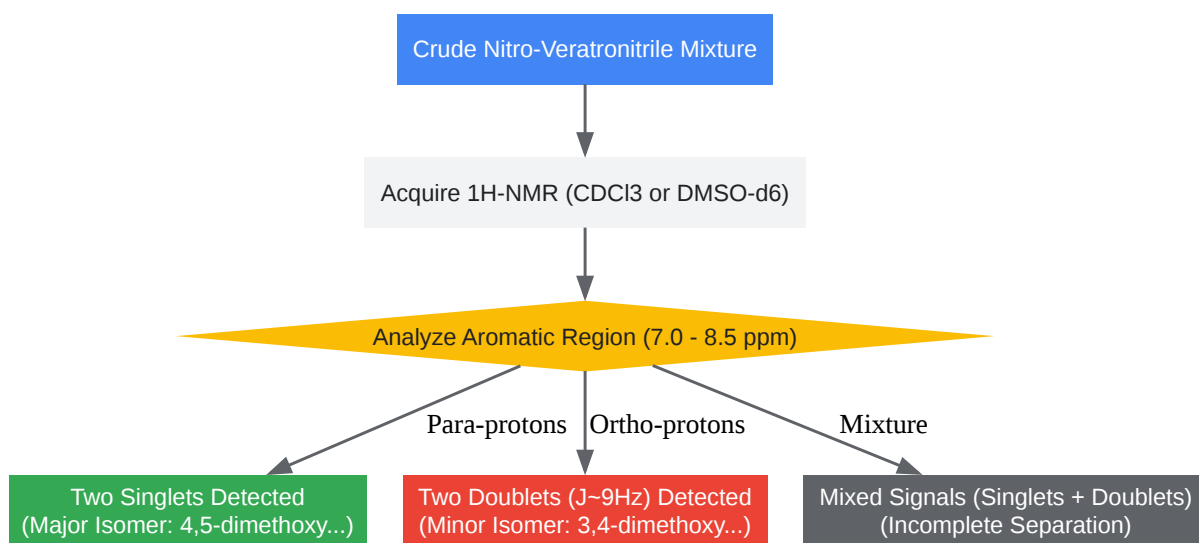 Crude Nitro-Veratronitrile Mixture
Acquire 1H-NMR (CDCl3 or DMSO-d6)
Analyze Aromatic Region (7.0 - 8.5 ppm)
Para-protons
Ortho-protons
Mixture
Two Singlets Detected
(Major Isomer: 4,5-dimethoxy...)
Two Doublets (J~9Hz) Detected
(Minor Isomer: 3,4-dimethoxy...)
Mixed Signals (Singlets + Doublets)
(Incomplete Separation)